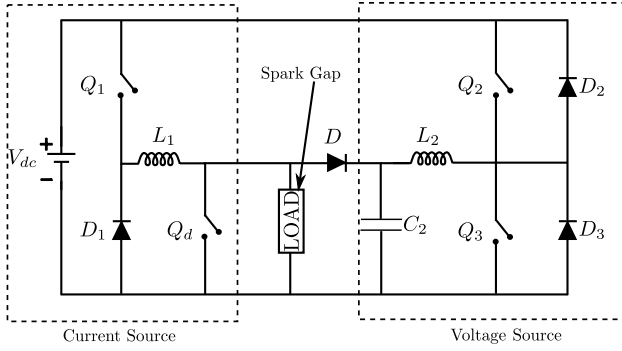 Spark Gap
Q1
Q2
D2
L1
D
L2
+
Vdc
−
D1
Qd
LOAD
C2
Q3
D3
Current Source
Voltage Source